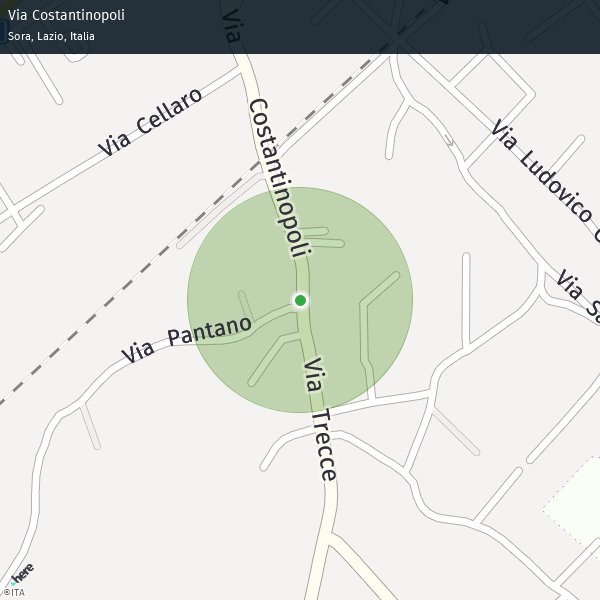 Via Costantinopoli
Sora, Lazio, Italia
Via
Costantinopoli
Via Cellaro
Via Ludovico
Via
Via Pantano
Via Trecce
here
©ITA